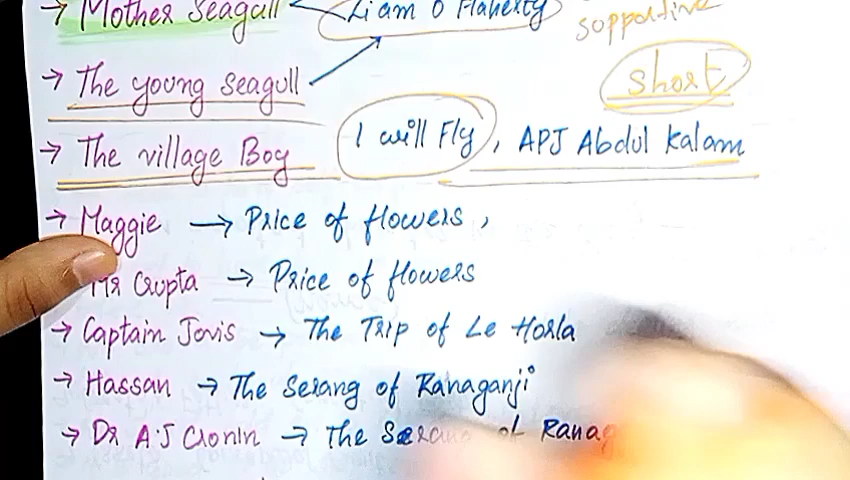 → Mother Seagull Liam O Flaherty
supportive
→ The young seagull
short
→ The village Boy I will Fly, APJ Abdul Kalam
→ Maggie → Price of flowers,
Mr Gupta → Price of flowers
→ Captain Jovis → The Trip of Le Horla
→ Hassan → The Serang of Ranaganji
→ Dr A.J Cronin → The Serang of Ranag